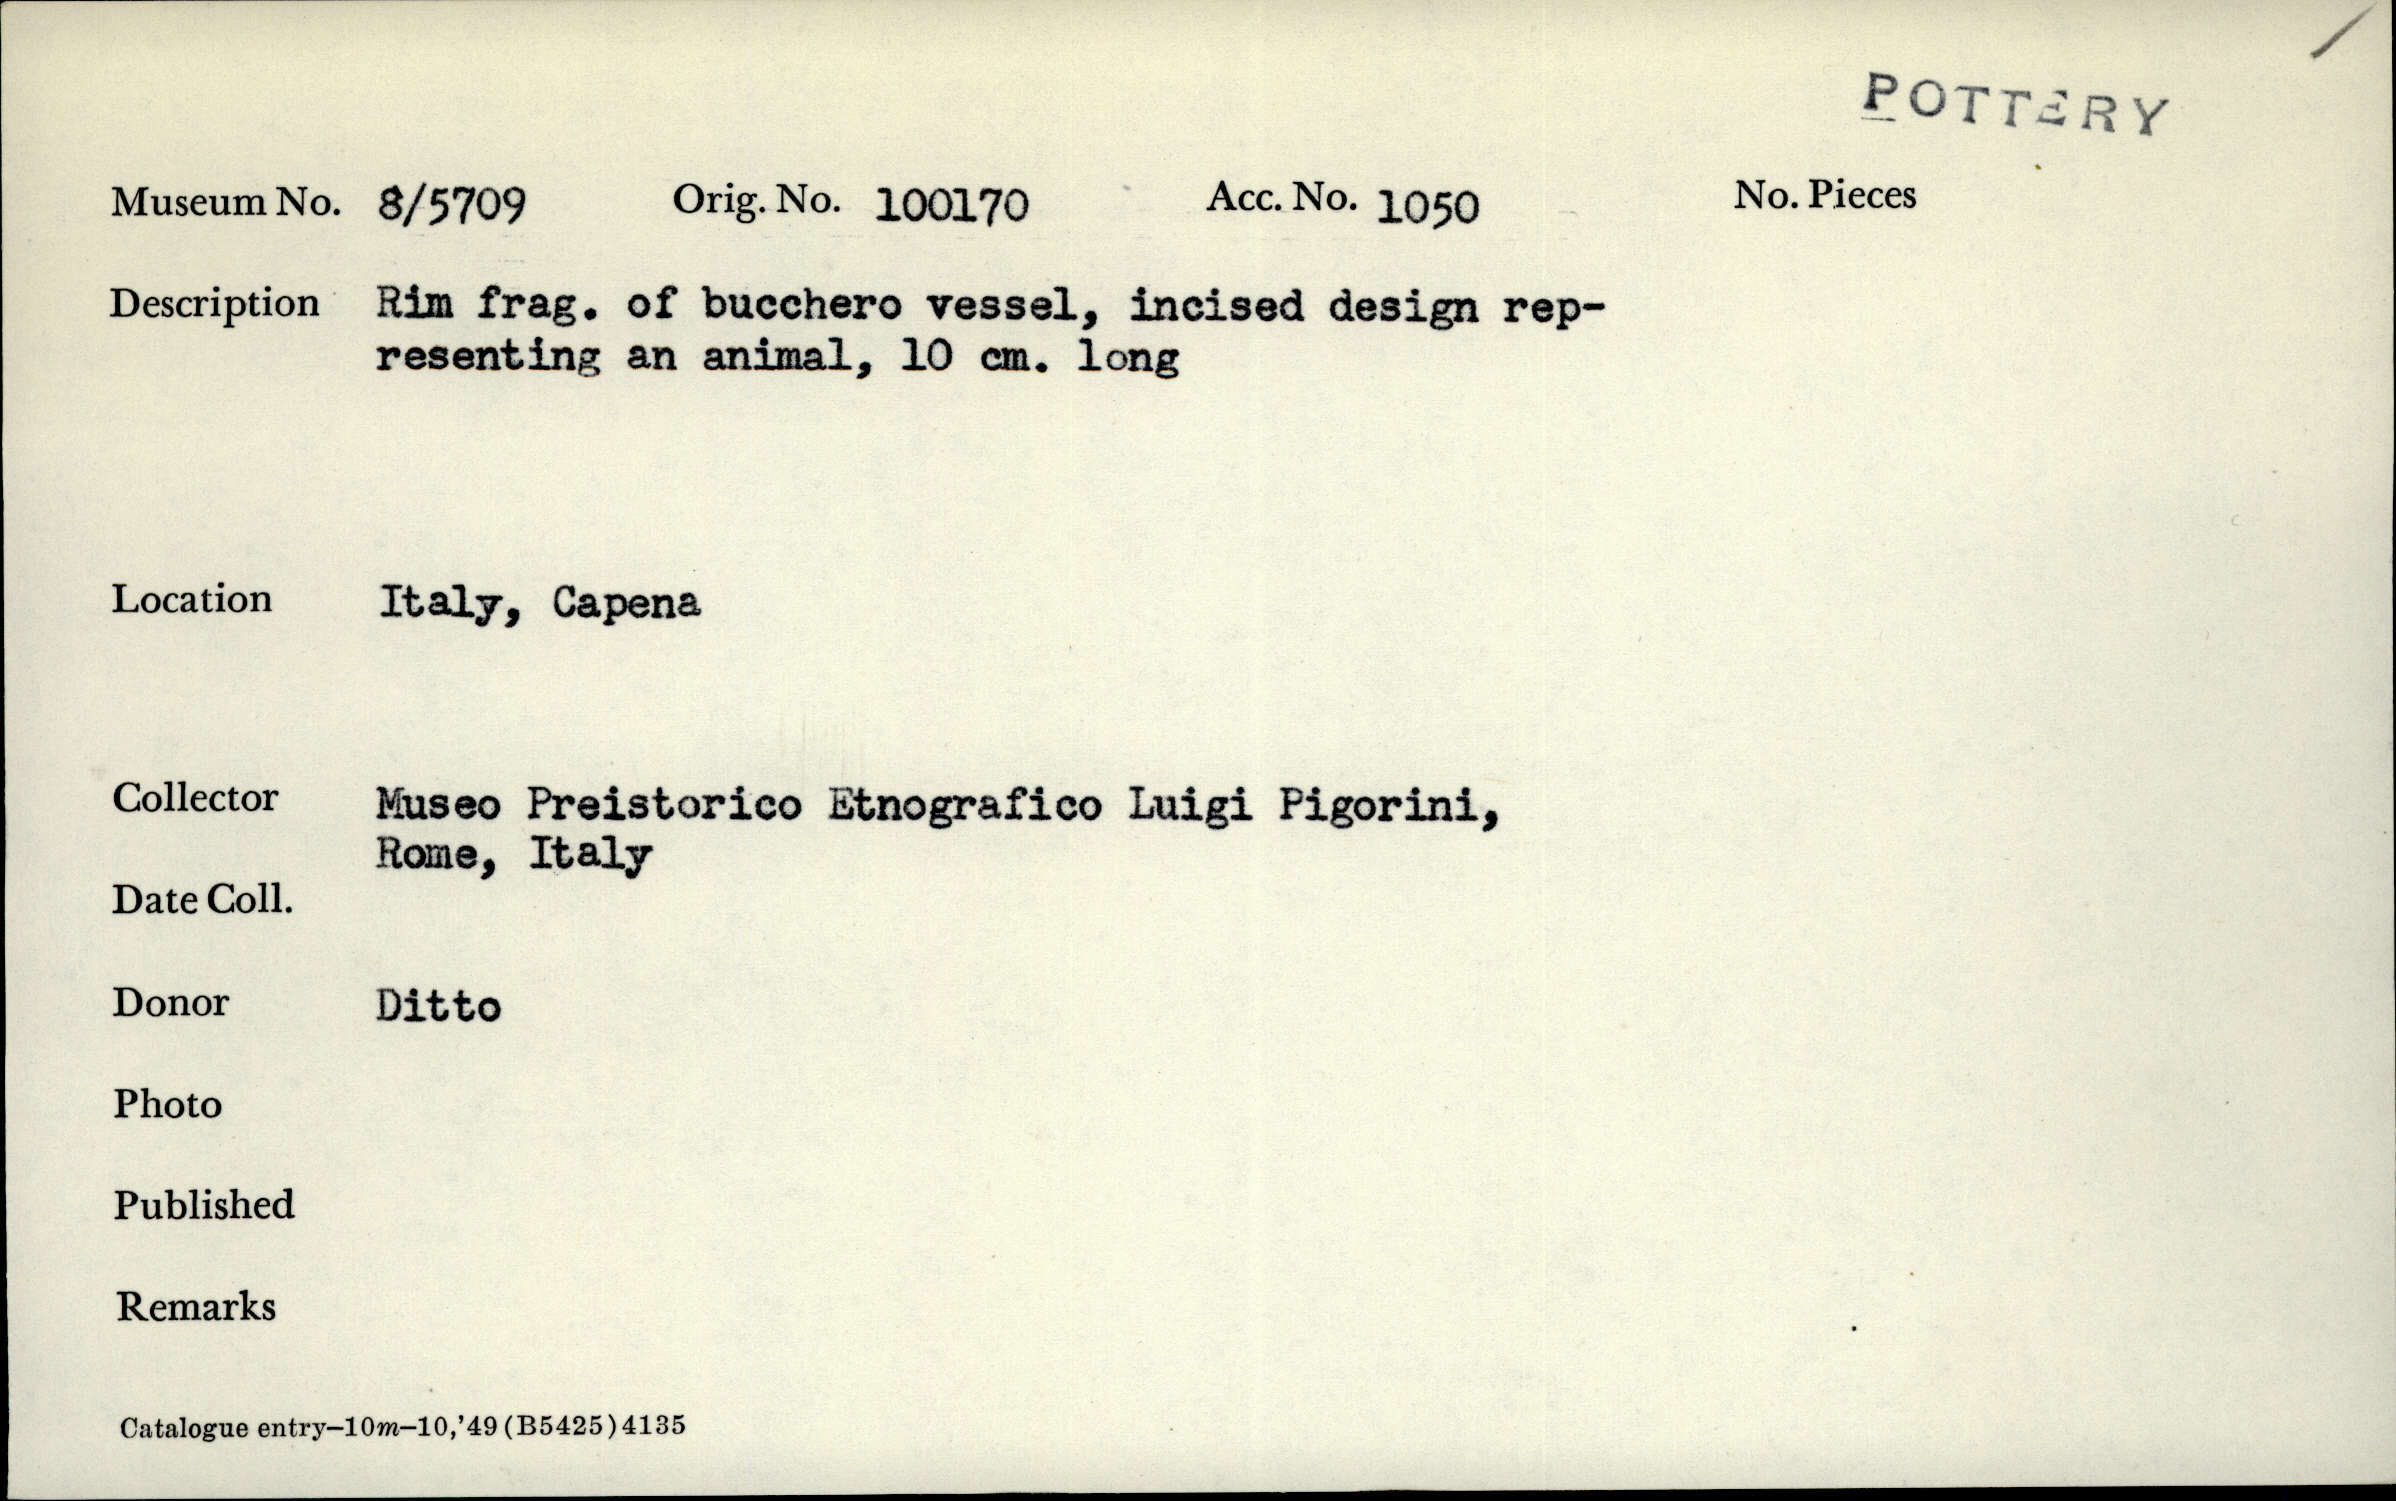 POTTERY
Museum No. 8/5709 Orig. No. 100170 Acc. No. 1050 No. Pieces
Description Rim frag. of bucchero vessel, incised design rep-
resenting an animal, 10 cm. long
Location Italy, Capena
Collector Museo Preistorico Etnografico Luigi Pigorini,
Rome, Italy
Date Coll.
Donor Ditto
Photo
Published
Remarks
Catalogue entry—10m—10,'49 (B5425) 4135